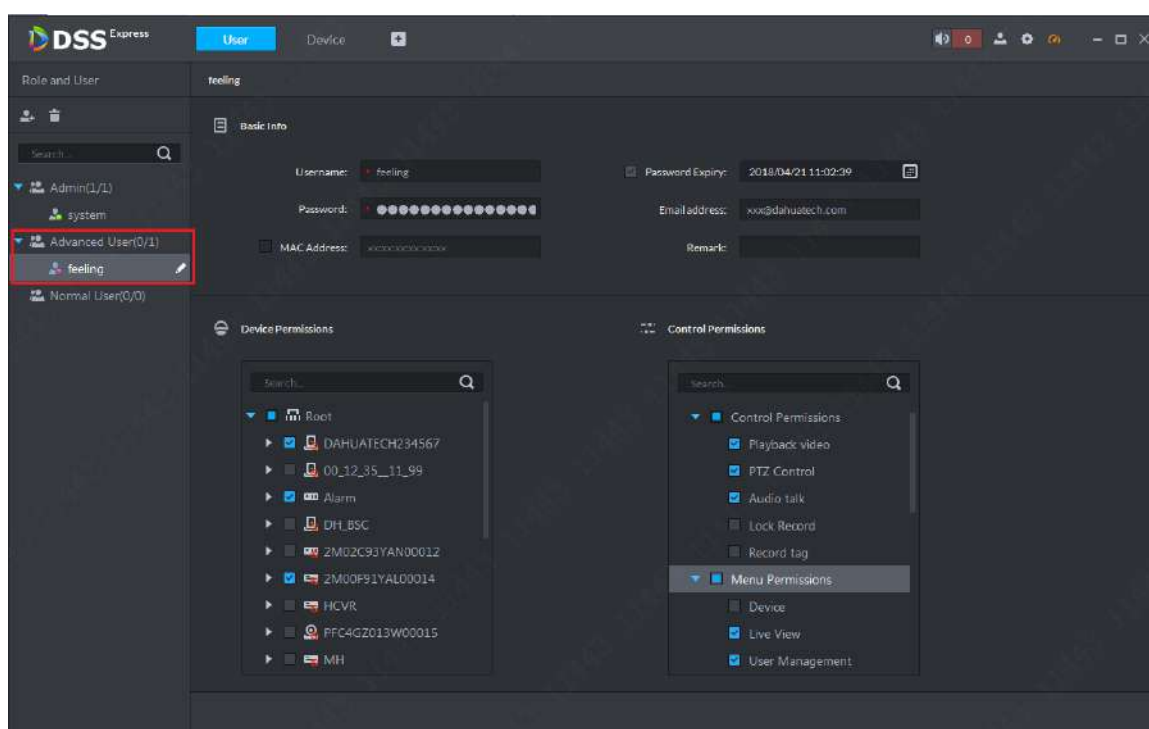 DSS Express
User Device
0
Role and User
feeling
Basic Info
Search...
Username: * feeling
Password Expiry: 2018/04/21 11:02:39
Admin(1/1)
Password: *
Email address: xxx@dahuatech.com
system
Advanced User(0/1)
MAC Address: xxxxxxxxxxxx
Remark:
feeling
Normal User(0/0)
Device Permissions
Control Permissions
Search...
Search...
Root
DAHUATECH234567
00_12_35__11_99
Alarm
DH_BSC
2M02C93YAN00012
2M00F91YAL00014
HCVR
PFC4GZ013W00015
MH
Control Permissions
Playback video
PTZ Control
Audio talk
Lock Record
Record tag
Menu Permissions
Device
Live View
User Management